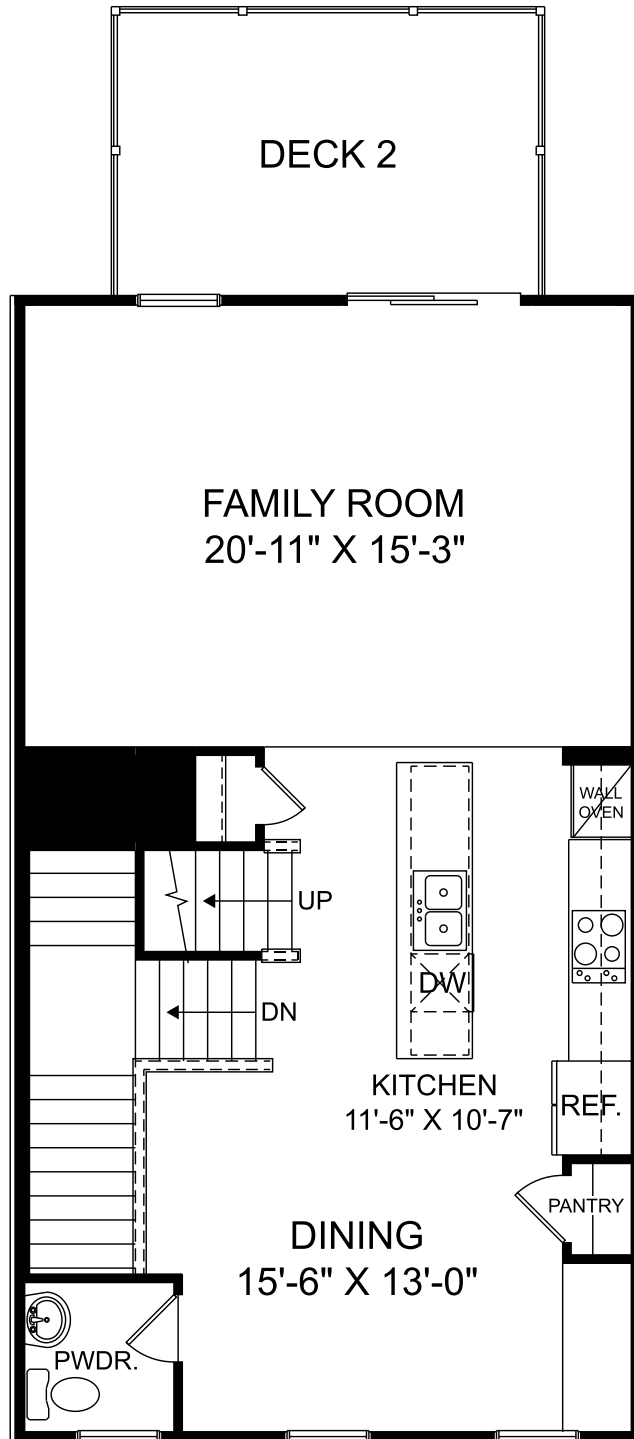 DECK 2
FAMILY ROOM
20'-11" X 15'-3"
WALL
OVEN
UP
DW
DN
KITCHEN
11'-6" X 10'-7"
REF.
PANTRY
DINING
15'-6" X 13'-0"
PWDR.